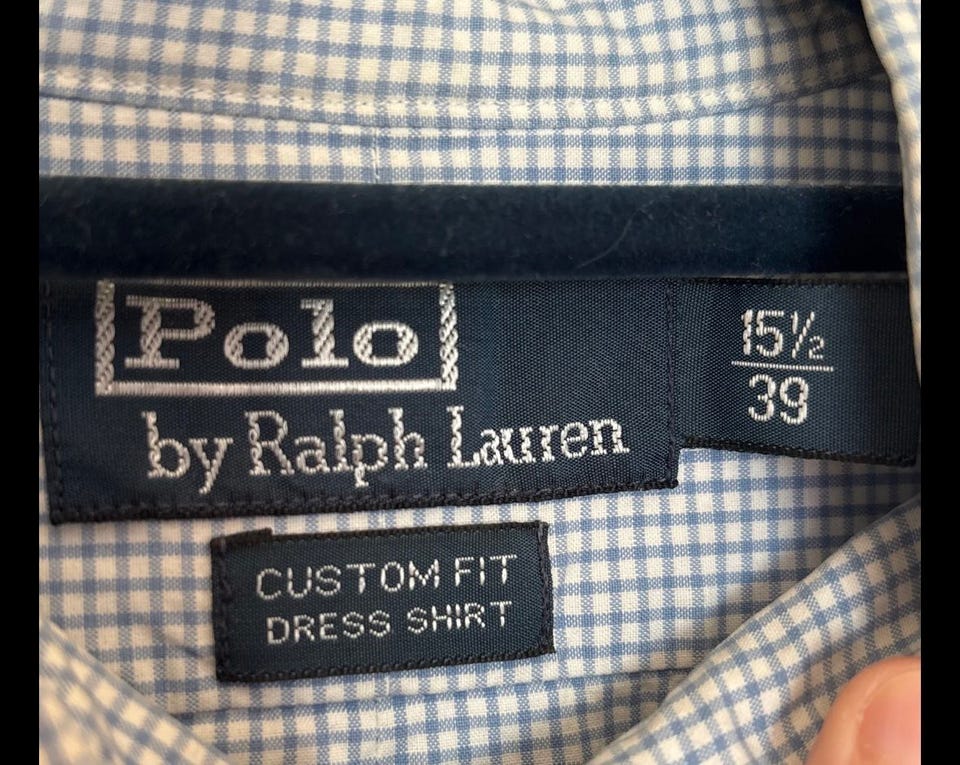 Polo
by Ralph Lauren
15½
39
CUSTOM FIT
DRESS SHIRT